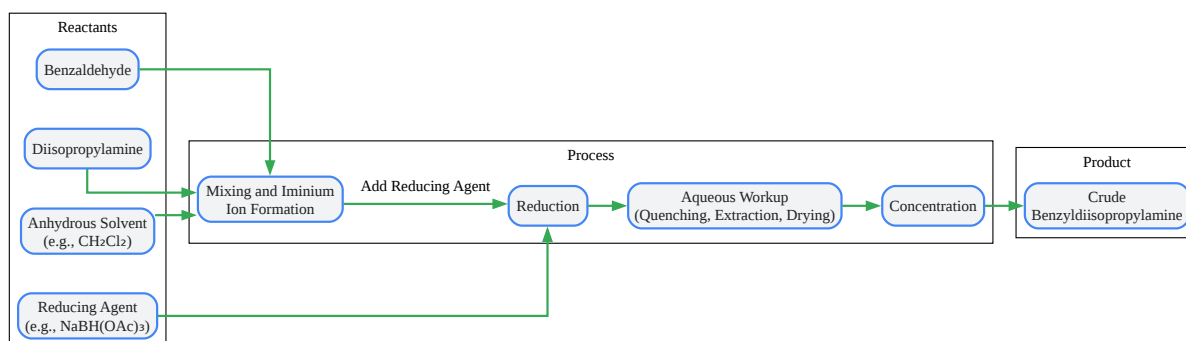 Reactants
Benzaldehyde
Diisopropylamine
Anhydrous Solvent
(e.g., CH₂Cl₂)
Reducing Agent
(e.g., NaBH(OAc)₃)
Process
Mixing and Iminium
Ion Formation
Add Reducing Agent
Reduction
Aqueous Workup
(Quenching, Extraction, Drying)
Concentration
Product
Crude
Benzyldiisopropylamine